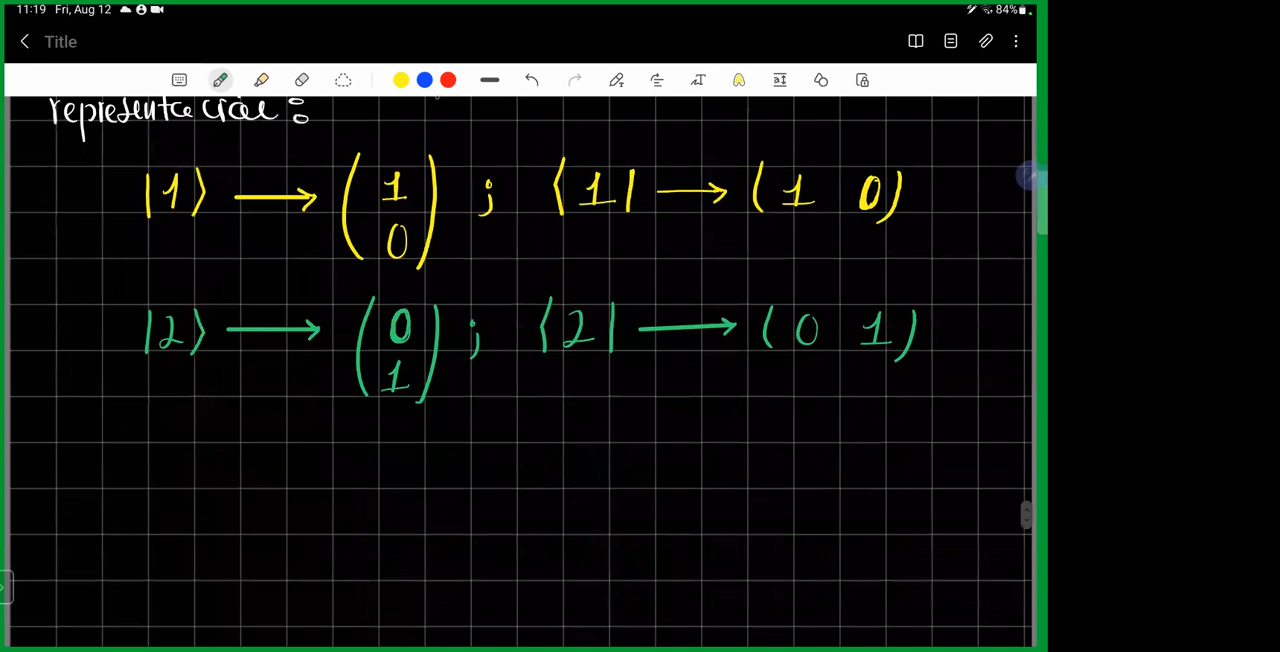 11:19 Fri, Aug 12 84%
Title
representación:
|1⟩ ⟶ (1 0) ; ⟨1| ⟶ (1 0)
|2⟩ ⟶ (0 1) ; ⟨2| ⟶ (0 1)